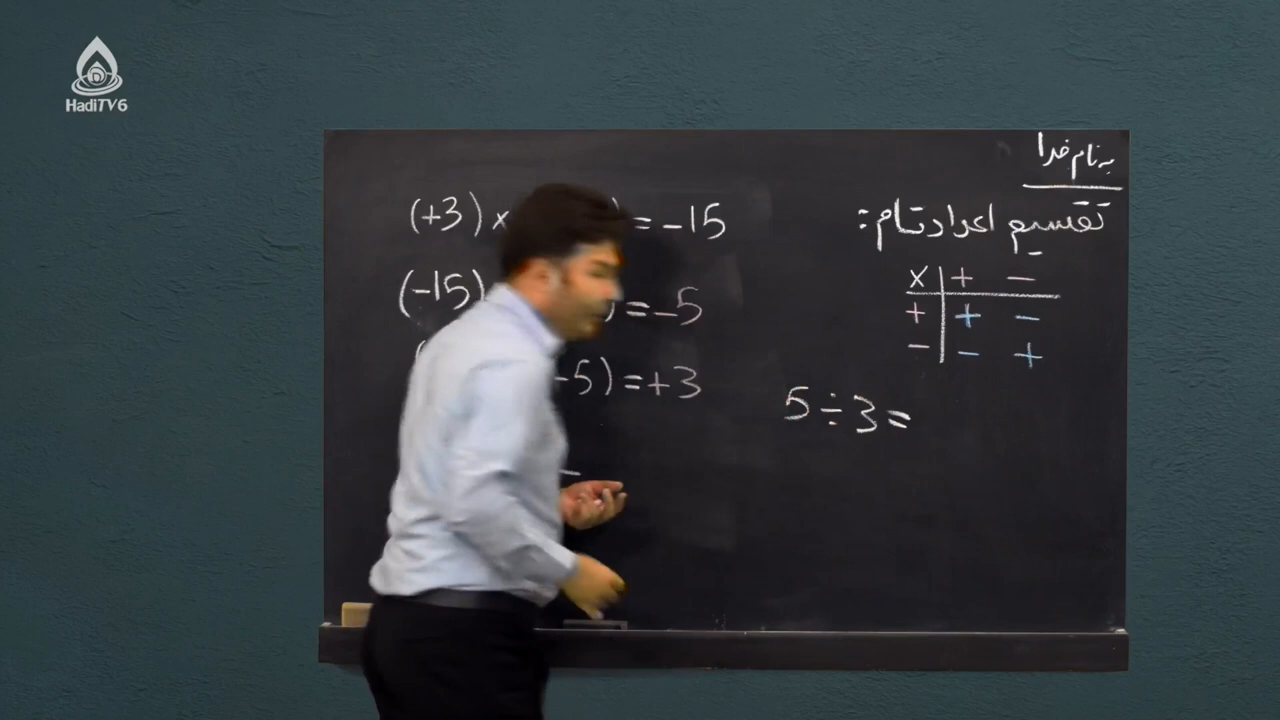 HadiTV6
به نام خدا
تقسیم اعداد تام:
× + −
+ + −
− − +
5÷3=
(+3)× )=-15
(-15) )=-5
-5)=+3